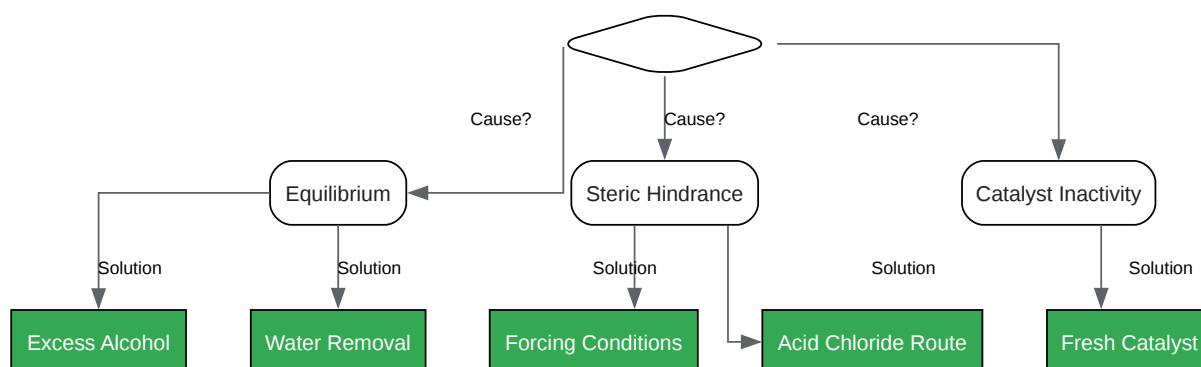 Cause?
Cause?
Cause?
Equilibrium
Steric Hindrance
Catalyst Inactivity
Solution
Solution
Solution
Solution
Solution
Excess Alcohol
Water Removal
Forcing Conditions
Acid Chloride Route
Fresh Catalyst